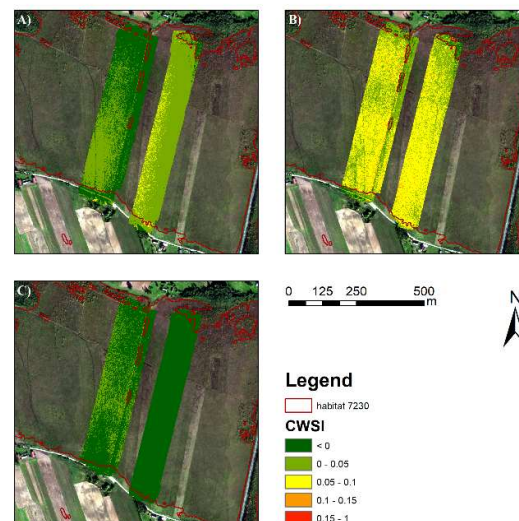 A)
B)
C)
0 125 250 500
m
N
Legend
habitat 7230
CWSI
< 0
0 - 0.05
0.05 - 0.1
0.1 - 0.15
0.15 - 1